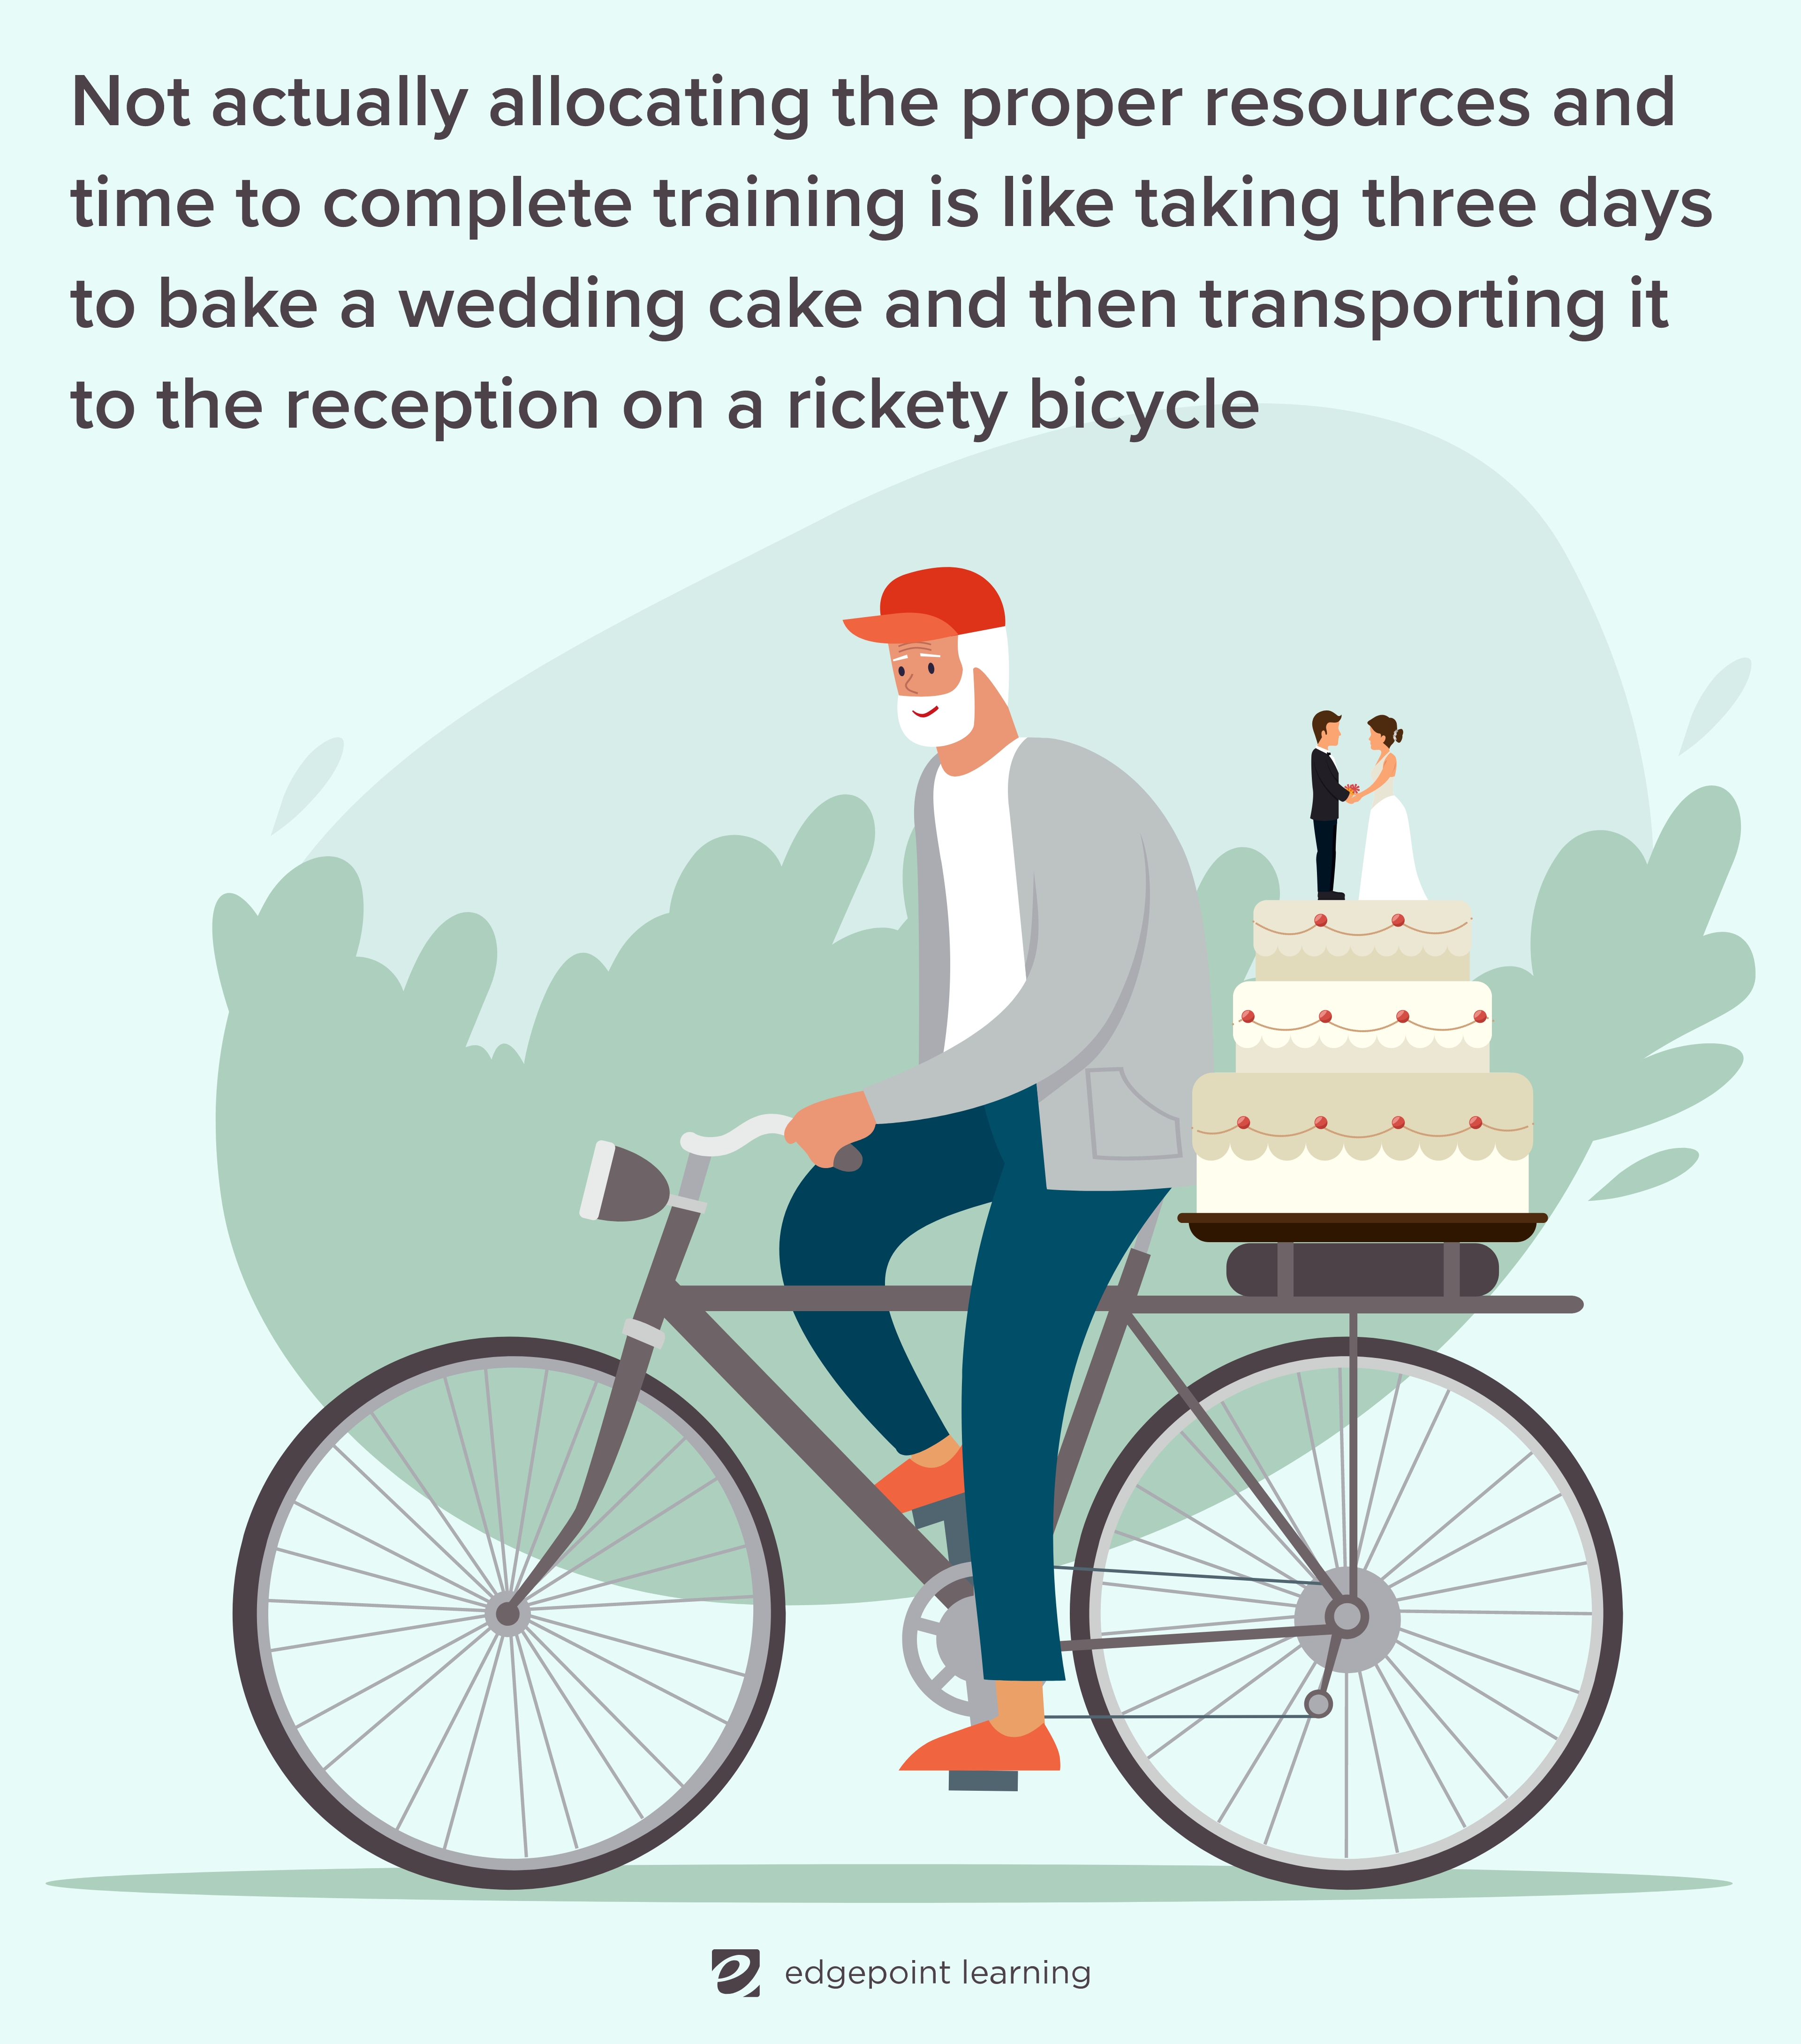 Not actually allocating the proper resources and
time to complete training is like taking three days
to bake a wedding cake and then transporting it
to the reception on a rickety bicycle
edgepoint learning